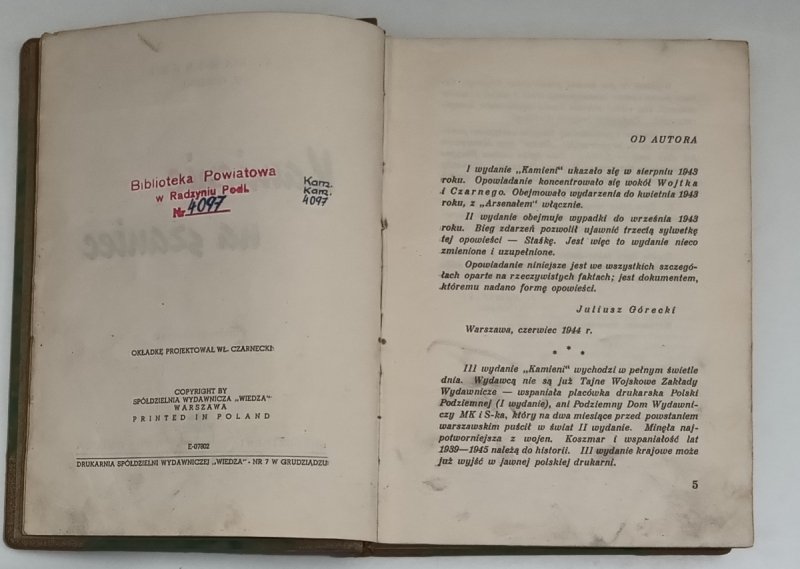 Biblioteka Powiatowa
w Radzyniu Podl.
Nr 4097
Kam.
Kam.
4097
na szaniec
OKŁADKĘ PROJEKTOWAŁ WŁ. CZARNECKI
COPYRIGHT BY
SPÓŁDZIELNIA WYDAWNICZA „WIEDZA"
WARSZAWA
PRINTED IN POLAND
E-07802
DRUKARNIA SPÓŁDZIELNI WYDAWNICZEJ „WIEDZA" - NR 7 W GRUDZIĄDZU
OD AUTORA
I wydanie „Kamieni" ukazało się w sierpniu 1943
roku. Opowiadanie koncentrowało się wokół Wojtka
i Czarnego. Obejmowało wydarzenia do kwietnia 1943
roku, z „Arsenałem" włącznie.
II wydanie obejmuje wypadki do września 1943
roku. Bieg zdarzeń pozwolił ujawnić trzecią sylwetkę
tej opowieści — Staśkę. Jest więc to wydanie nieco
zmienione i uzupełnione.
Opowiadanie niniejsze jest we wszystkich szczegó-
łach oparte na rzeczywistych faktach; jest dokumentem,
któremu nadano formę opowieści.
Juliusz Górecki
Warszawa, czerwiec 1944 r.
* * *
III wydanie „Kamieni" wychodzi w pełnym świetle
dnia. Wydawcą nie są już Tajne Wojskowe Zakłady
Wydawnicze — wspaniała placówka drukarska Polski
Podziemnej (I wydanie), ani Podziemny Dom Wydawni-
czy MK i S-ka, który na dwa miesiące przed powstaniem
warszawskim puścił w świat II wydanie. Minęła naj-
potworniejsza z wojen. Koszmar i wspaniałość lat
1939—1945 należą do historii. III wydanie krajowe może
już wyjść w jawnej polskiej drukarni.
5